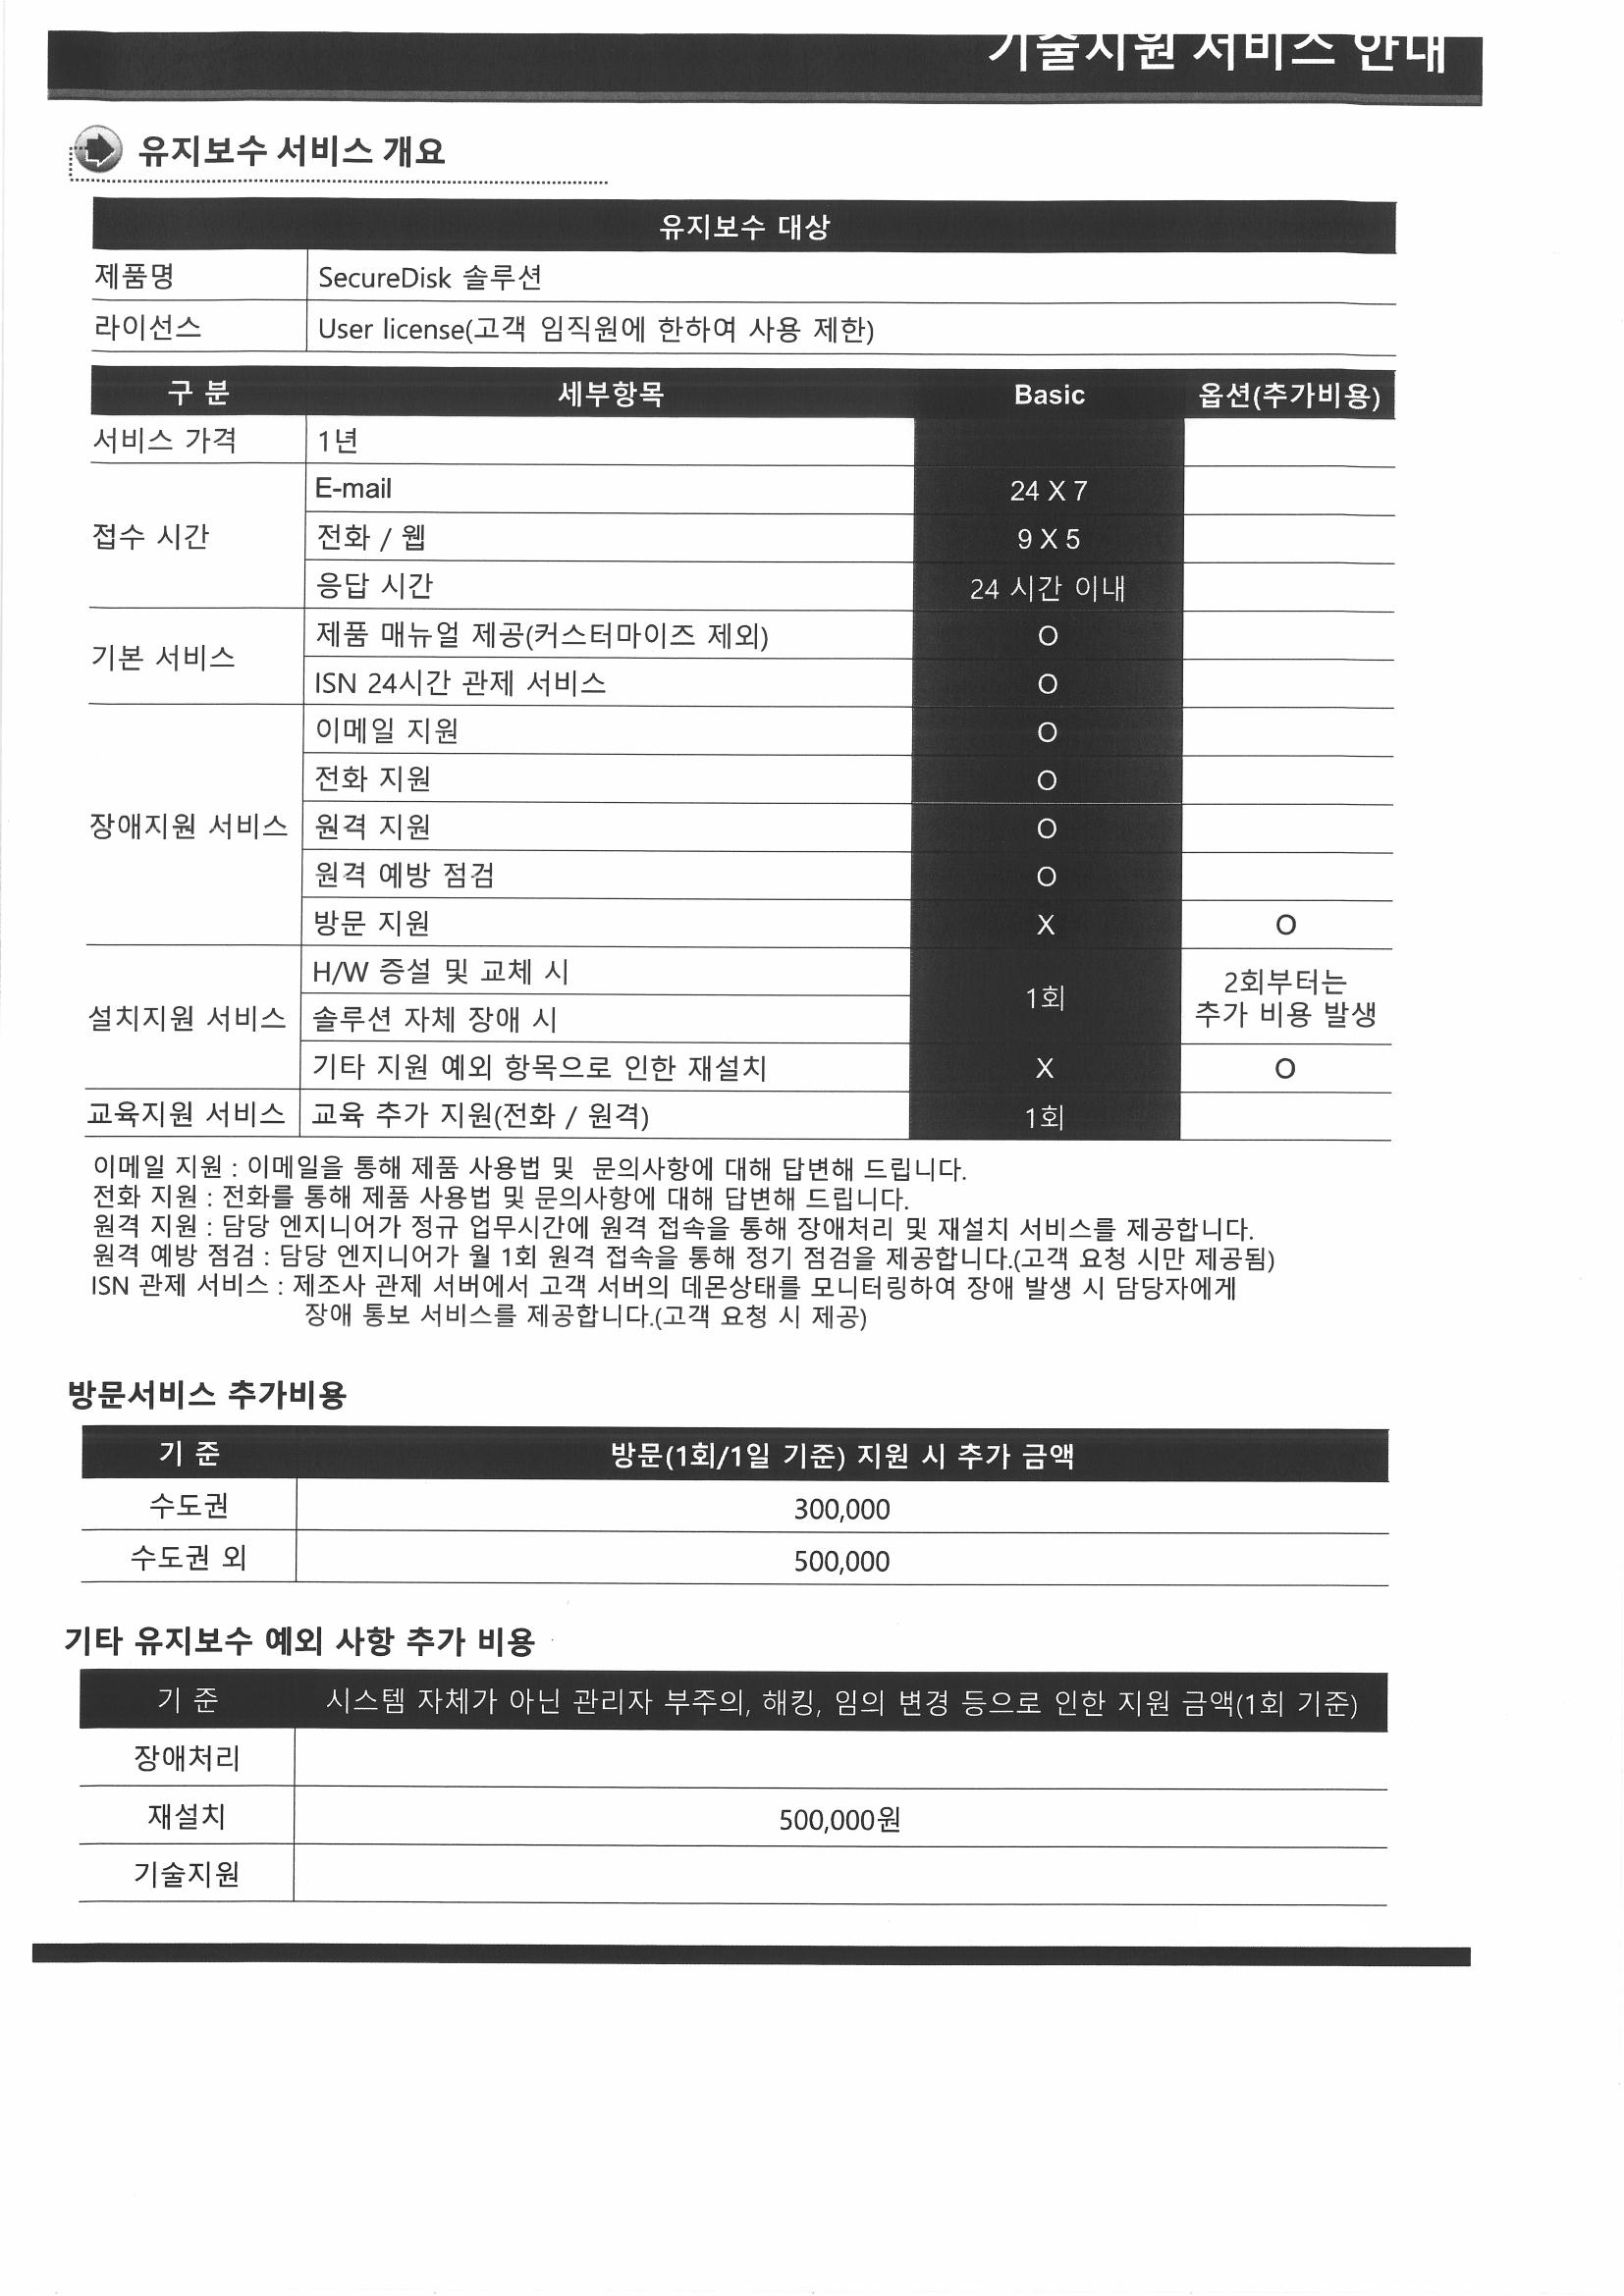 기술지원 서비스 안내
유지보수 서비스 개요
유지보수 대상
제품명 SecureDisk 솔루션
라이선스 User license(고객 임직원에 한하여 사용 제한)
구 분 세부항목 Basic 옵션(추가비용)
서비스 가격 1년
E-mail 24 X 7
접수 시간 전화 / 웹 9 X 5
응답 시간 24 시간 이내
기본 서비스 제품 매뉴얼 제공(커스터마이즈 제외) O
ISN 24시간 관제 서비스 O
이메일 지원 O
전화 지원 O
장애지원 서비스 원격 지원 O
원격 예방 점검 O
방문 지원 X O
H/W 증설 및 교체 시 1회 2회부터는
설치지원 서비스 솔루션 자체 장애 시 추가 비용 발생
기타 지원 예외 항목으로 인한 재설치 X O
교육지원 서비스 교육 추가 지원(전화 / 원격) 1회
이메일 지원 : 이메일을 통해 제품 사용법 및 문의사항에 대해 답변해 드립니다.
전화 지원 : 전화를 통해 제품 사용법 및 문의사항에 대해 답변해 드립니다.
원격 지원 : 담당 엔지니어가 정규 업무시간에 원격 접속을 통해 장애처리 및 재설치 서비스를 제공합니다.
원격 예방 점검 : 담당 엔지니어가 월 1회 원격 접속을 통해 정기 점검을 제공합니다.(고객 요청 시만 제공됨)
ISN 관제 서비스 : 제조사 관제 서버에서 고객 서버의 데몬상태를 모니터링하여 장애 발생 시 담당자에게
장애 통보 서비스를 제공합니다.(고객 요청 시 제공)
방문서비스 추가비용
기 준 방문(1회/1일 기준) 지원 시 추가 금액
수도권 300,000
수도권 외 500,000
기타 유지보수 예외 사항 추가 비용
기 준 시스템 자체가 아닌 관리자 부주의, 해킹, 임의 변경 등으로 인한 지원 금액(1회 기준)
장애처리
재설치 500,000원
기술지원